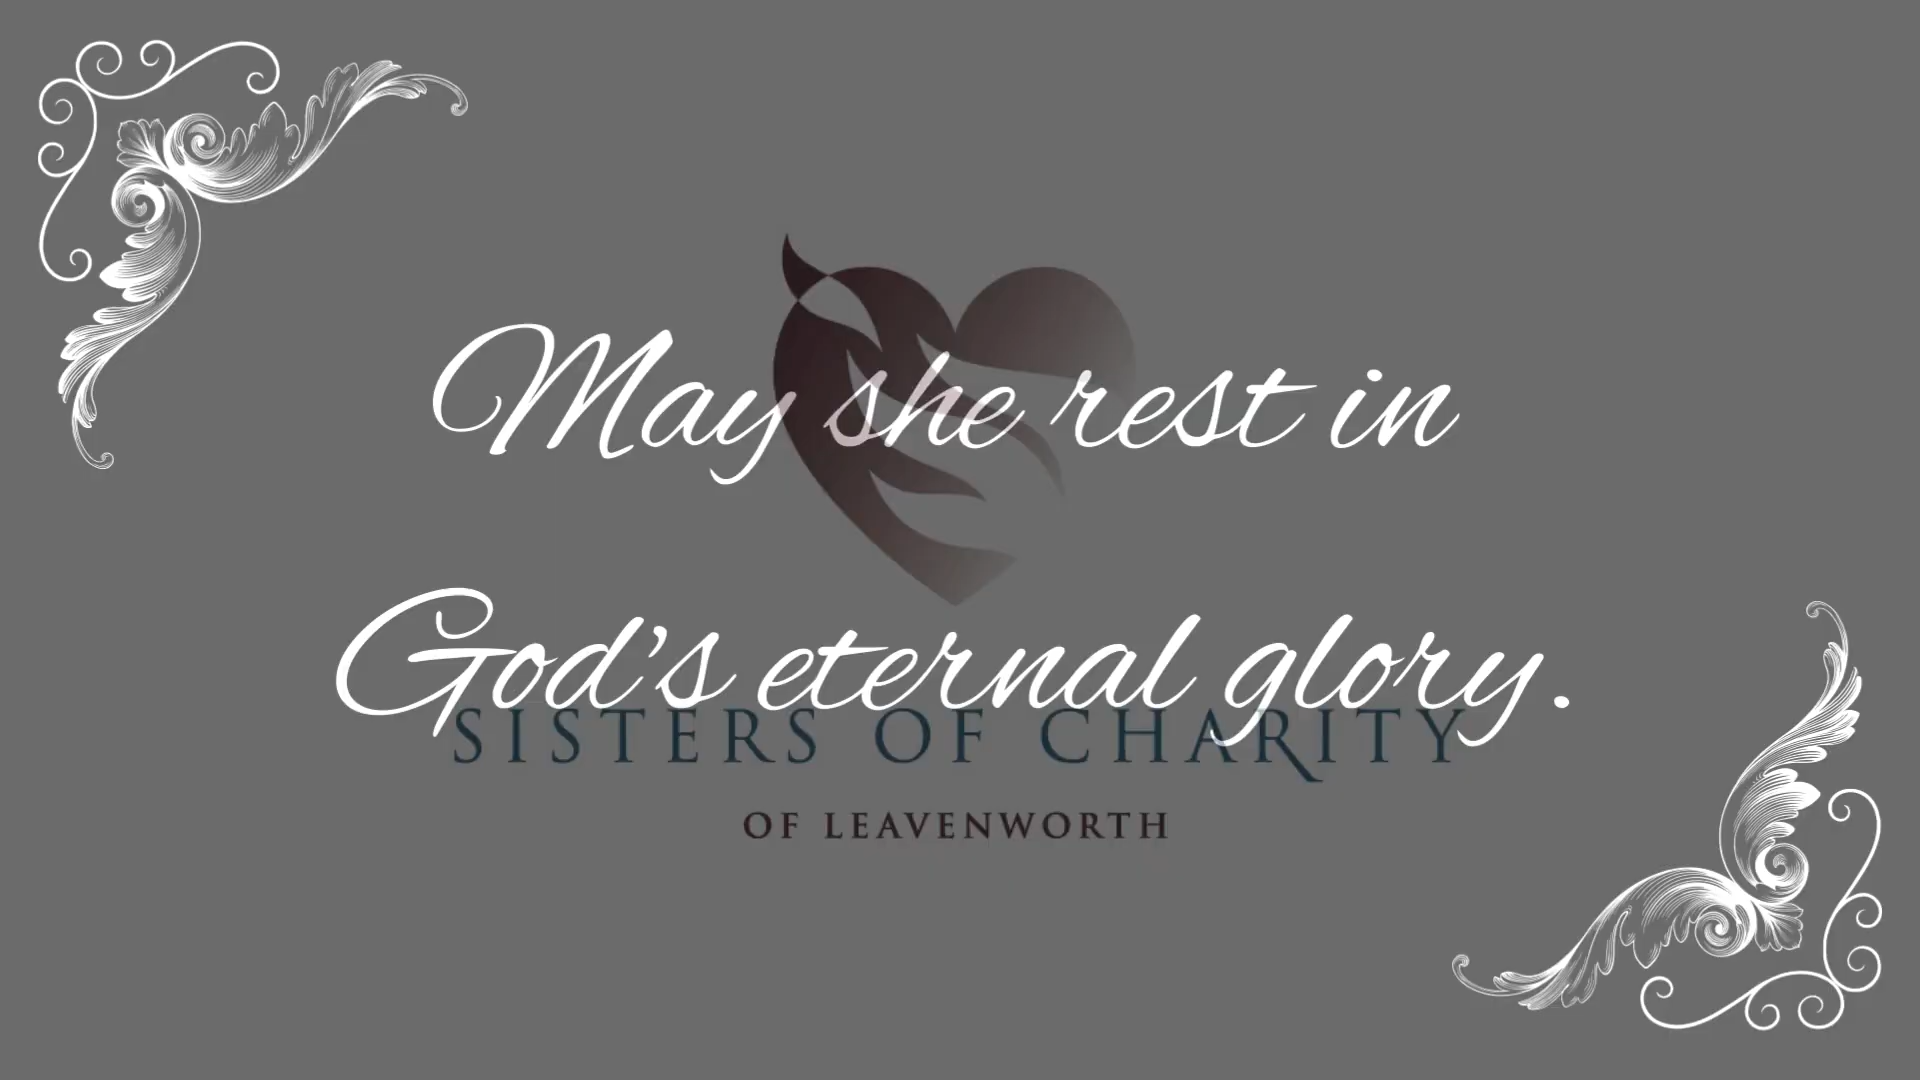 May she rest in
God's eternal glory.
SISTERS OF CHARITY
OF LEAVENWORTH